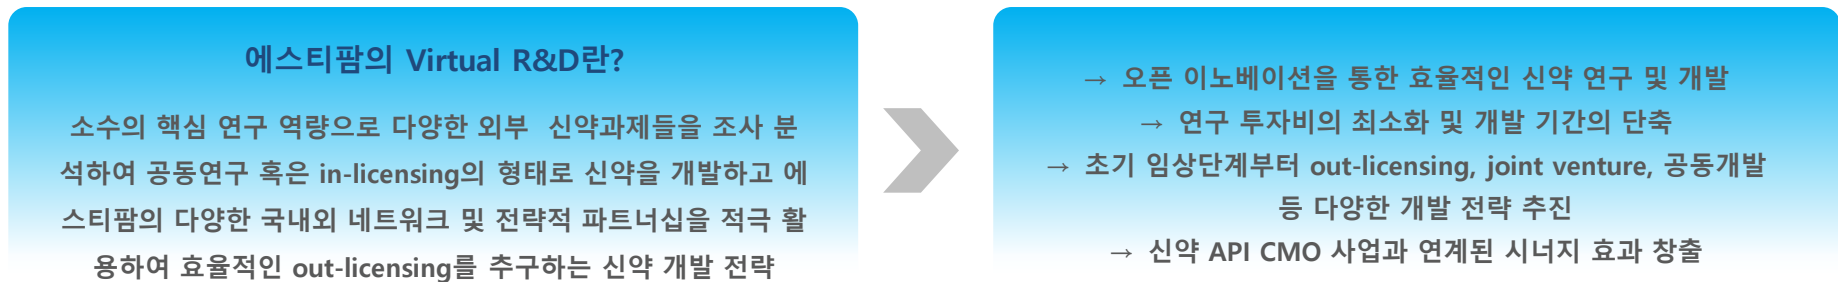 에스티팜의 Virtual R&D란?
소수의 핵심 연구 역량으로 다양한 외부 신약과제들을 조사 분
석하여 공동연구 혹은 in-licensing의 형태로 신약을 개발하고 에
스티팜의 다양한 국내외 네트워크 및 전략적 파트너십을 적극 활
용하여 효율적인 out-licensing를 추구하는 신약 개발 전략
→ 오픈 이노베이션을 통한 효율적인 신약 연구 및 개발
→ 연구 투자비의 최소화 및 개발 기간의 단축
→ 초기 임상단계부터 out-licensing, joint venture, 공동개발
등 다양한 개발 전략 추진
→ 신약 API CMO 사업과 연계된 시너지 효과 창출